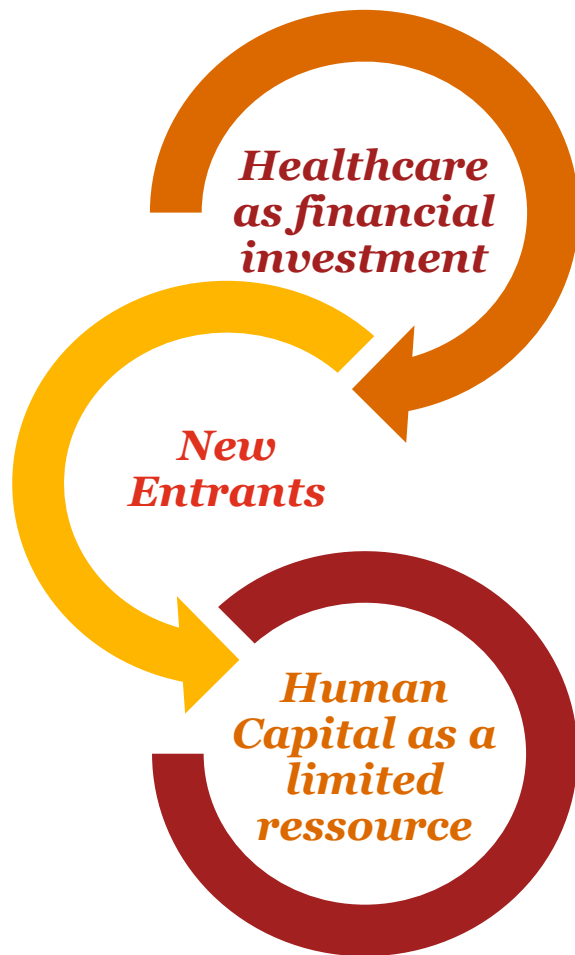 Healthcare
as financial
investment
New
Entrants
Human
Capital as a
limited
ressource